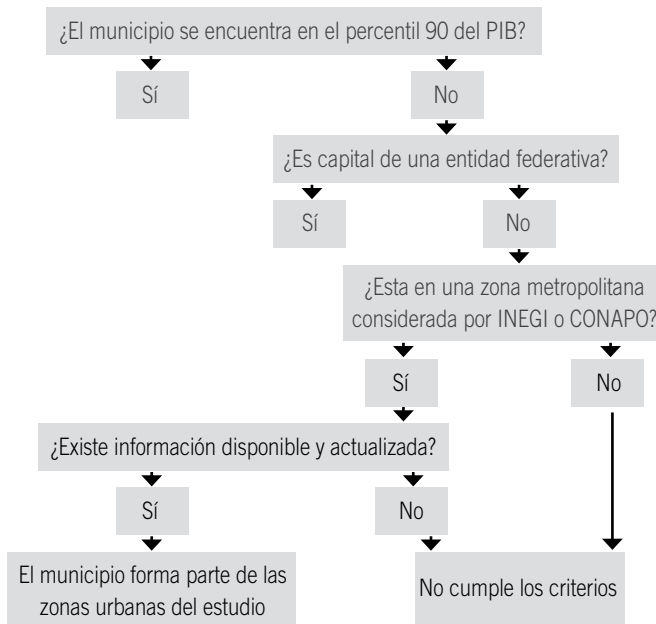 ¿El municipio se encuentra en el percentil 90 del PIB?
Sí
No
¿Es capital de una entidad federativa?
Sí
No
¿Esta en una zona metropolitana
considerada por INEGI o CONAPO?
Sí
No
¿Existe información disponible y actualizada?
Sí
No
El municipio forma parte de las
zonas urbanas del estudio
No cumple los criterios